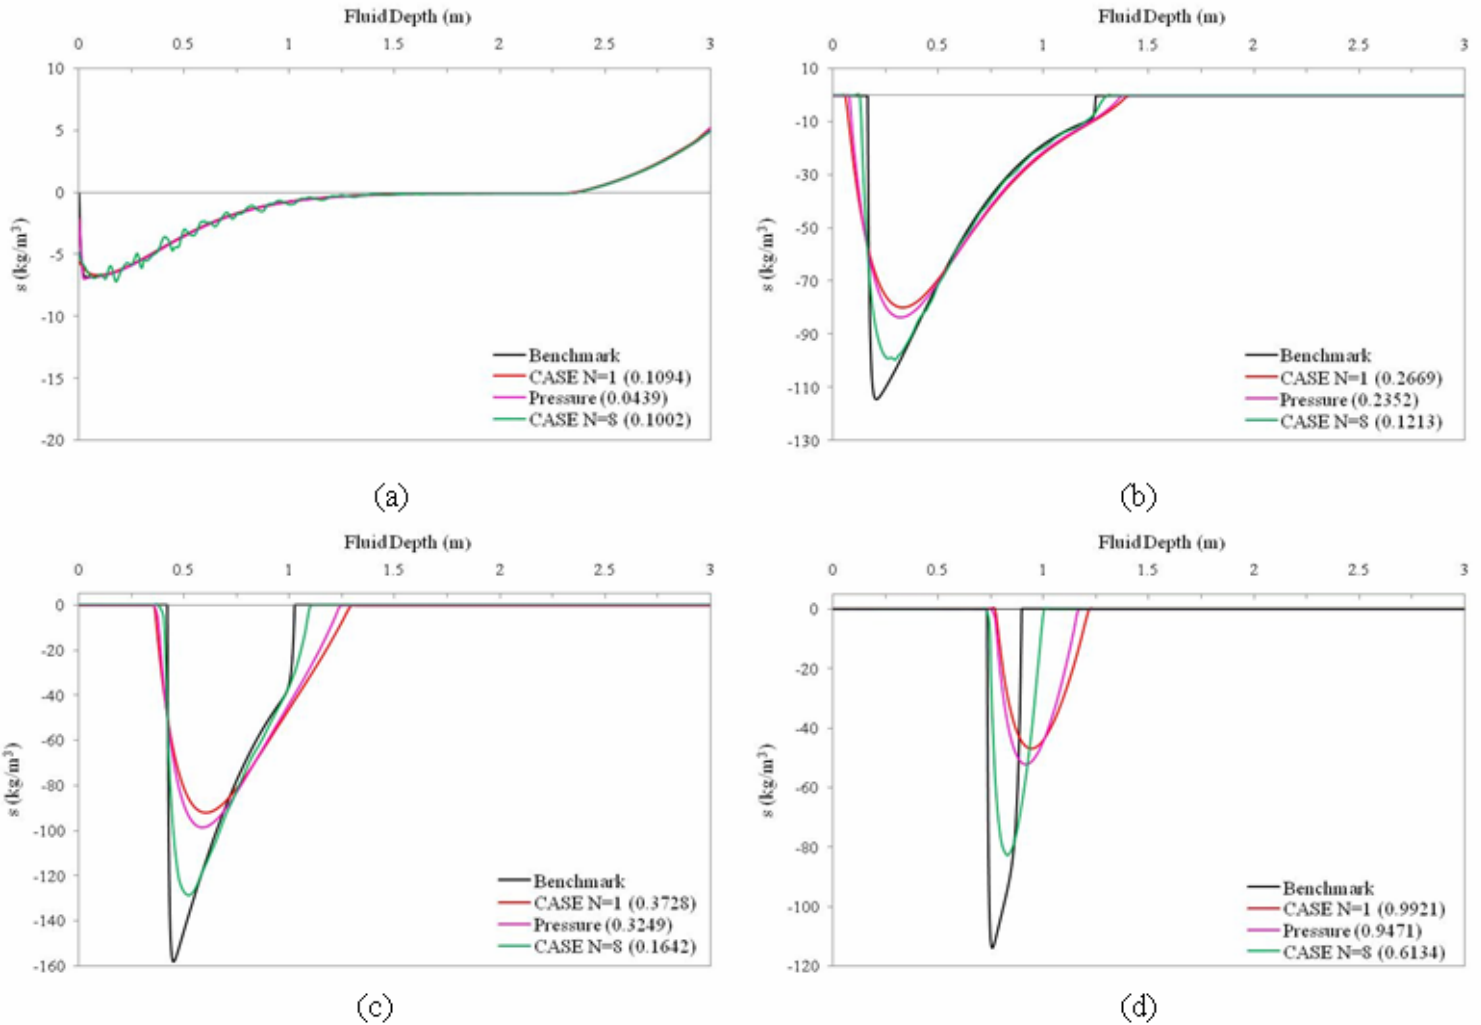 Fluid Depth (m)
0 0.5 1 1.5 2 2.5 3
10
5
0
-5
-10
-15
-20
s (kg/m³)
Benchmark
CASE N=1 (0.1094)
Pressure (0.0439)
CASE N=8 (0.1002)
(a)
Fluid Depth (m)
0 0.5 1 1.5 2 2.5 3
10
-10
-30
-50
-70
-90
-110
-130
s (kg/m³)
Benchmark
CASE N=1 (0.2669)
Pressure (0.2352)
CASE N=8 (0.1213)
(b)
Fluid Depth (m)
0 0.5 1 1.5 2 2.5 3
0
-20
-40
-60
-80
-100
-120
-140
-160
s (kg/m³)
Benchmark
CASE N=1 (0.3728)
Pressure (0.3249)
CASE N=8 (0.1642)
(c)
Fluid Depth (m)
0 0.5 1 1.5 2 2.5 3
0
-20
-40
-60
-80
-100
-120
s (kg/m³)
Benchmark
CASE N=1 (0.9921)
Pressure (0.9471)
CASE N=8 (0.6134)
(d)